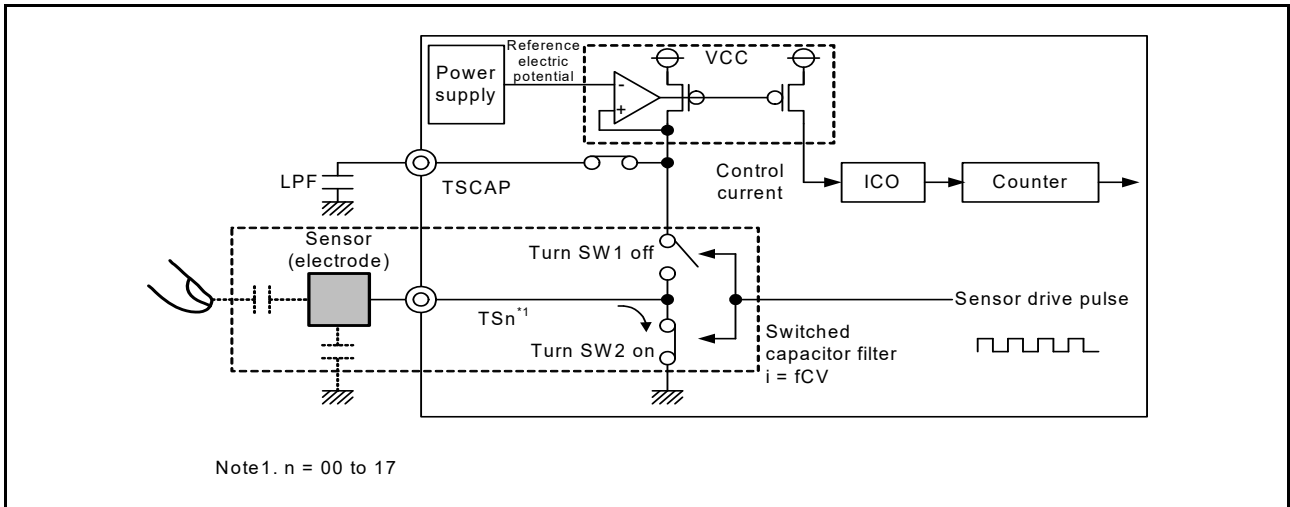 Power
supply
Reference
electric
potential
-
+
VCC
LPF
TSCAP
Control
current
ICO
Counter
Sensor
(electrode)
Turn SW1 off
TSn*1
Turn SW2 on
Sensor drive pulse
Switched
capacitor filter
i = fCV
Note1. n = 00 to 17